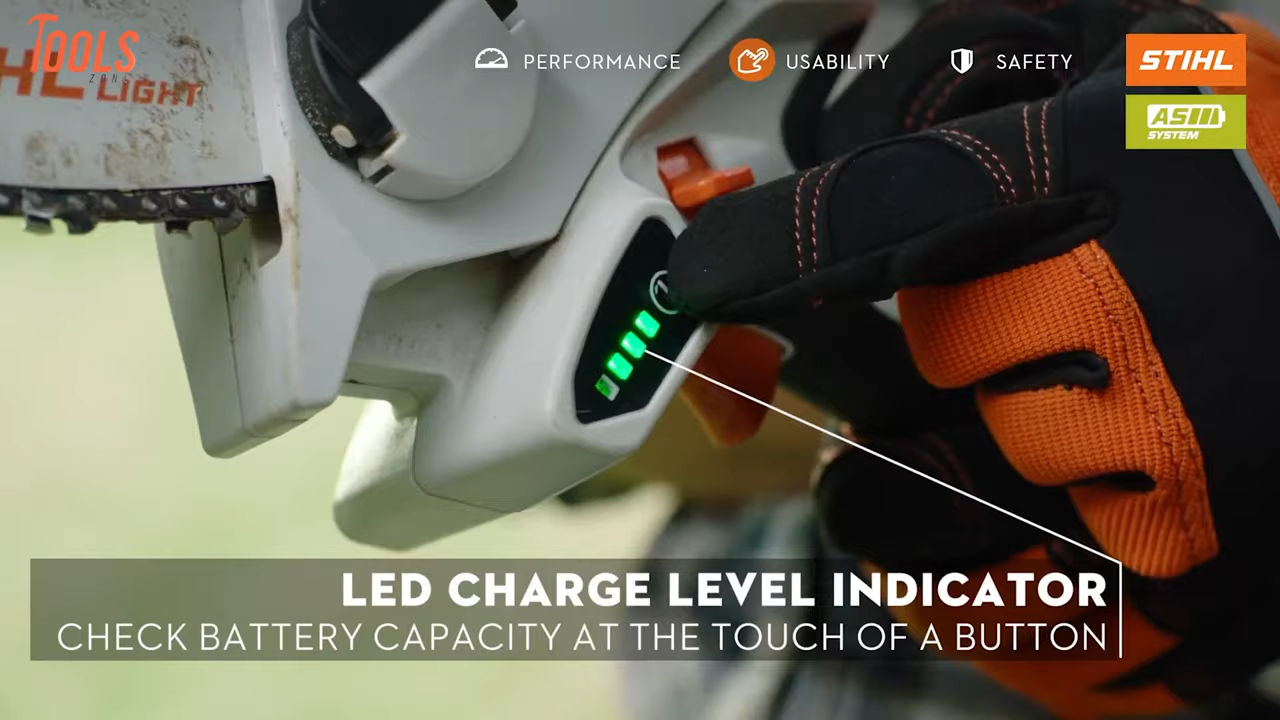 TOOLS
ZONE
HL
LIGHT
PERFORMANCE
USABILITY
SAFETY
STIHL
AS
SYSTEM
LED CHARGE LEVEL INDICATOR
CHECK BATTERY CAPACITY AT THE TOUCH OF A BUTTON